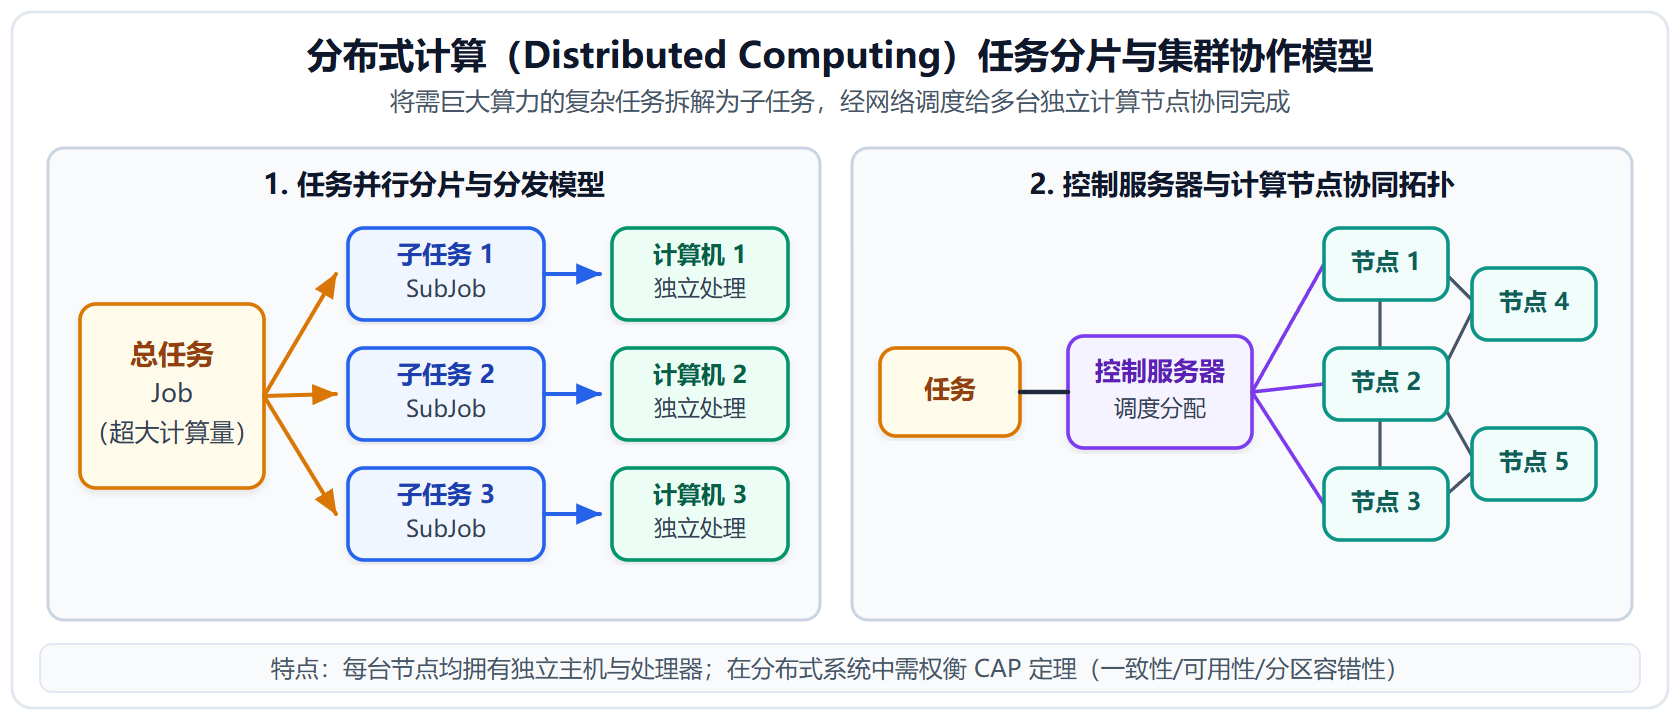 分布式计算（Distributed Computing）任务分片与集群协作模型
将需巨大算力的复杂任务拆解为子任务，经网络调度给多台独立计算节点协同完成
1. 任务并行分片与分发模型
总任务
Job
（超大计算量）
子任务 1
SubJob
计算机 1
独立处理
子任务 2
SubJob
计算机 2
独立处理
子任务 3
SubJob
计算机 3
独立处理
2. 控制服务器与计算节点协同拓扑
任务
控制服务器
调度分配
节点 1
节点 2
节点 3
节点 4
节点 5
特点：每台节点均拥有独立主机与处理器；在分布式系统中需权衡 CAP 定理（一致性/可用性/分区容错性）